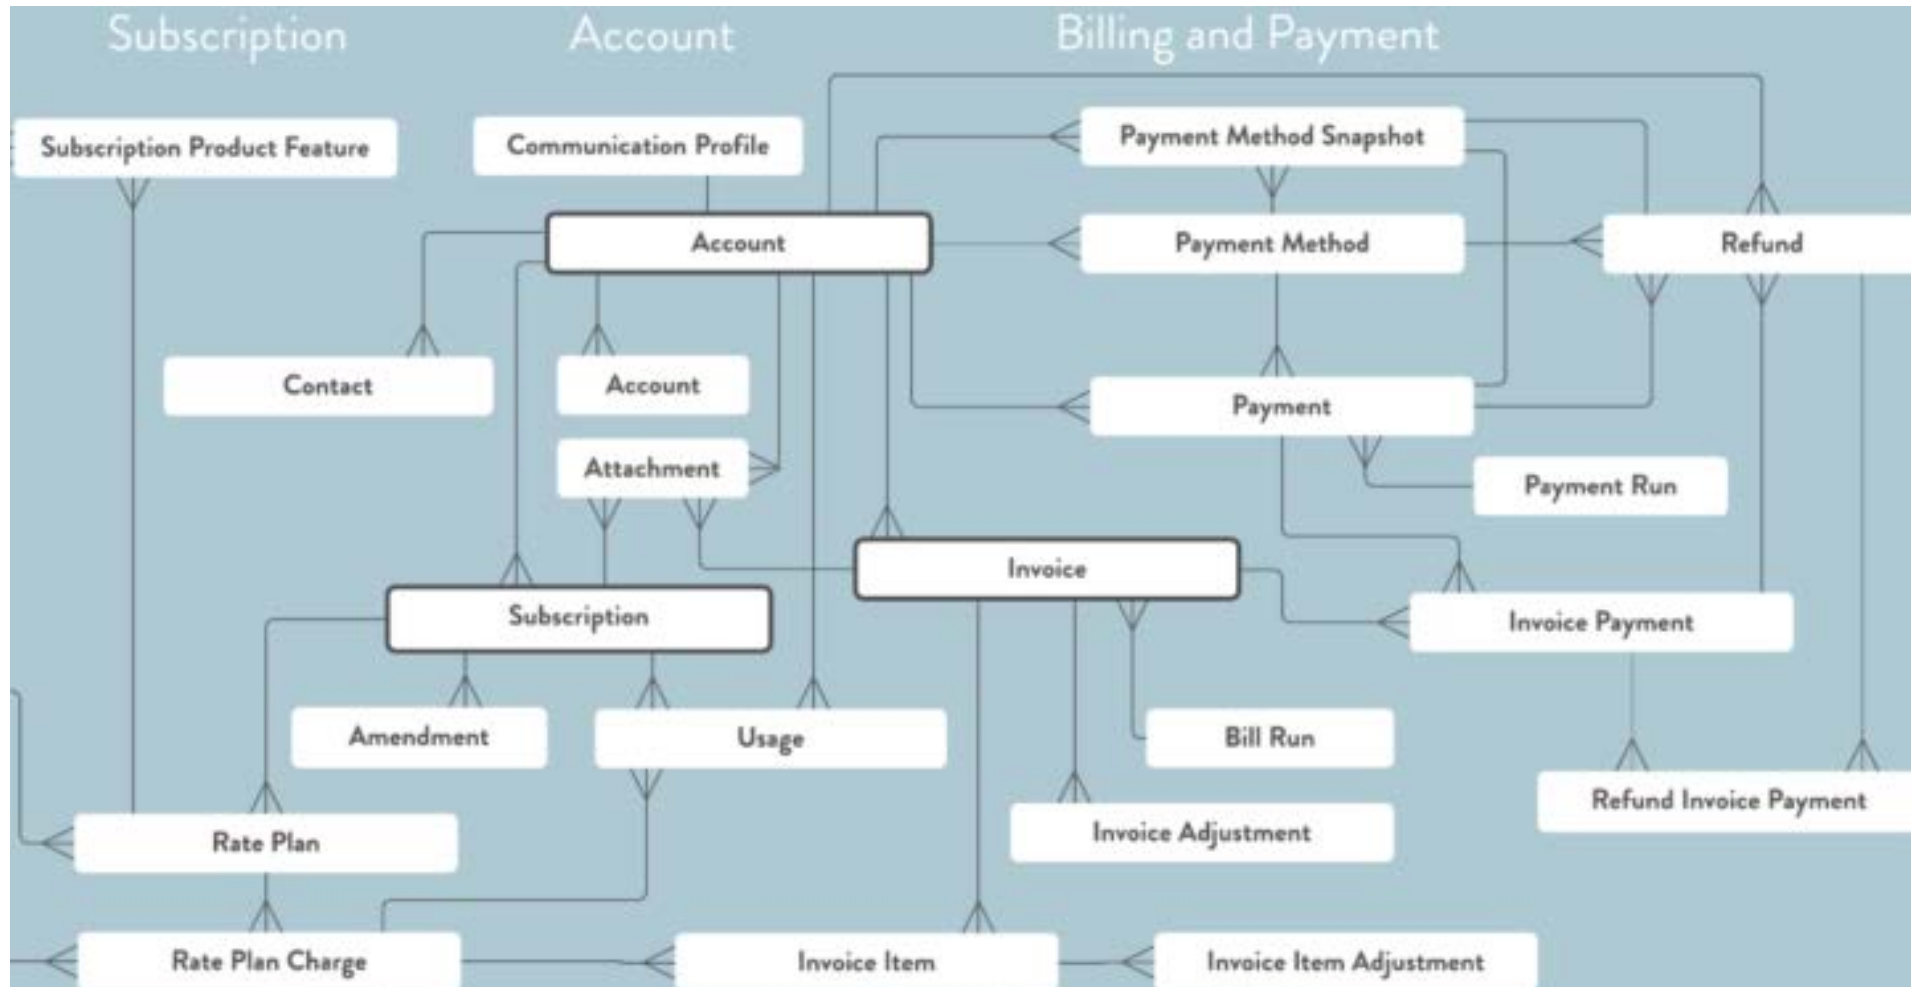 Subscription
Account
Billing and Payment
Subscription Product Feature
Communication Profile
Payment Method Snapshot
Account
Payment Method
Refund
Contact
Account
Payment
Attachment
Payment Run
Invoice
Subscription
Invoice Payment
Amendment
Usage
Bill Run
Refund Invoice Payment
Rate Plan
Invoice Adjustment
Rate Plan Charge
Invoice Item
Invoice Item Adjustment